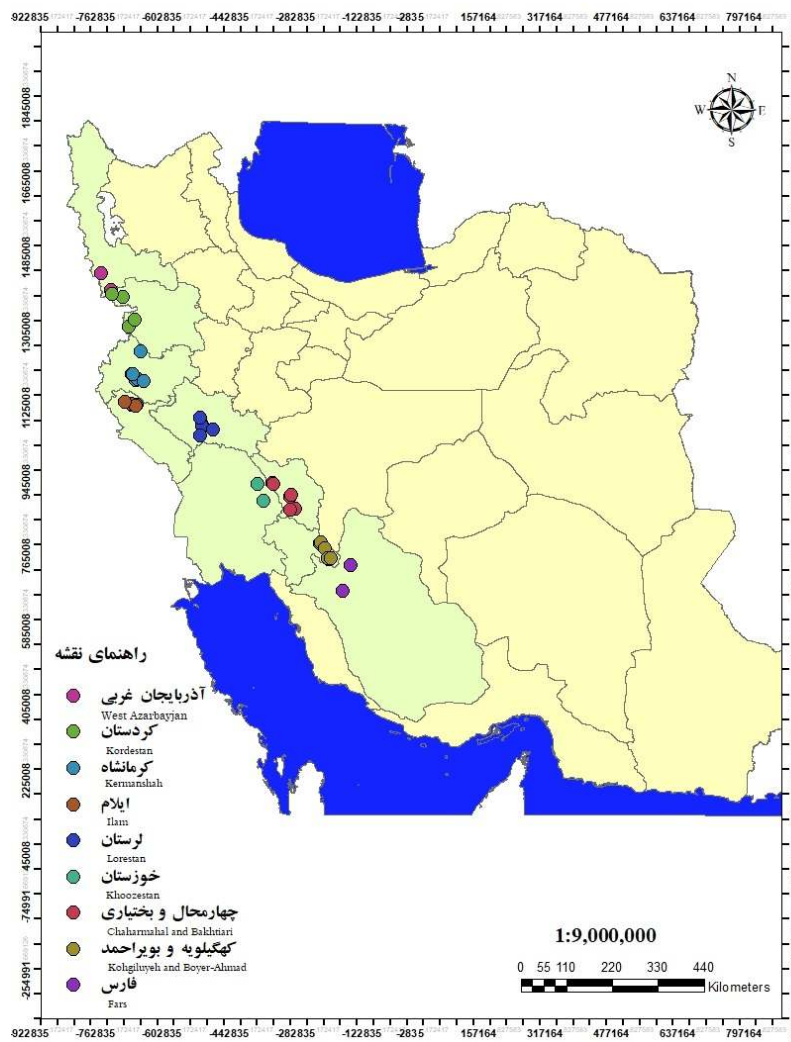 -922835 -762835 -602835 -442835 -282835 -122835 -2835 157164 317164 477164 637164 797164
N
W E
S
1845008
1665008
1485008
1305008
1125008
945008
765008
585008
405008
225008
45008
-74991
-254991
راهنمای نقشه
آذربایجان غربی
West Azarbayjan
کردستان
Kordestan
کرمانشاه
Kermanshah
ایلام
Ilam
لرستان
Lorestan
خوزستان
Khoozestan
چهارمحال و بختیاری
Chaharmahal and Bakhtiari
کهگیلویه و بویراحمد
Kohgiluyeh and Boyer-Ahmad
فارس
Fars
1:9,000,000
0 55 110 220 330 440
Kilometers
-922835 -762835 -602835 -442835 -282835 -122835 -2835 157164 317164 477164 637164 797164